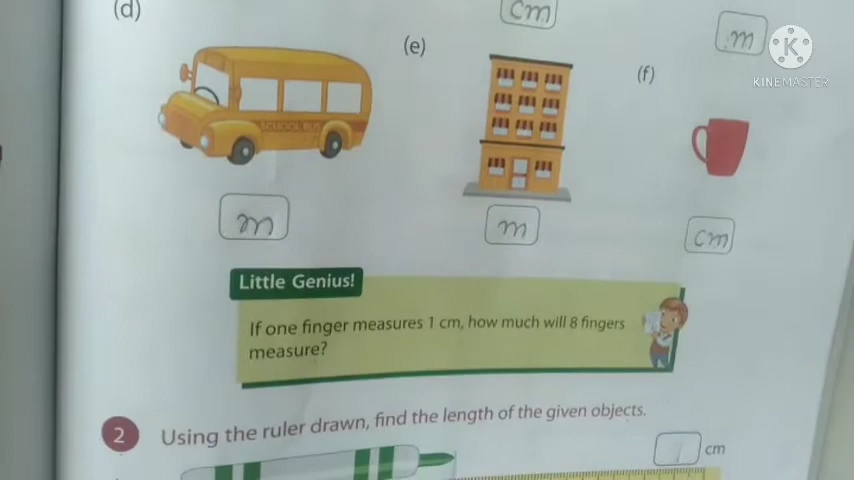 (d)
cm
m
(e)
(f)
K
KINEMASTER
SCHOOL BUS
m
m
cm
Little Genius!
If one finger measures 1 cm, how much will 8 fingers
measure?
2 Using the ruler drawn, find the length of the given objects.
cm